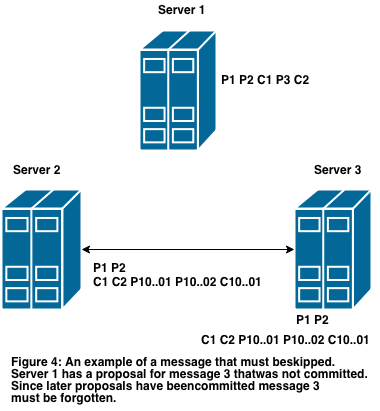 Server 1
P1 P2 C1 P3 C2
Server 2
Server 3
P1 P2
C1 C2 P10..01 P10..02 C10..01
P1 P2
C1 C2 P10..01 P10..02 C10..01
Figure 4: An example of a message that must beskipped.
Server 1 has a proposal for message 3 thatwas not committed.
Since later proposals have beencommitted message 3
must be forgotten.